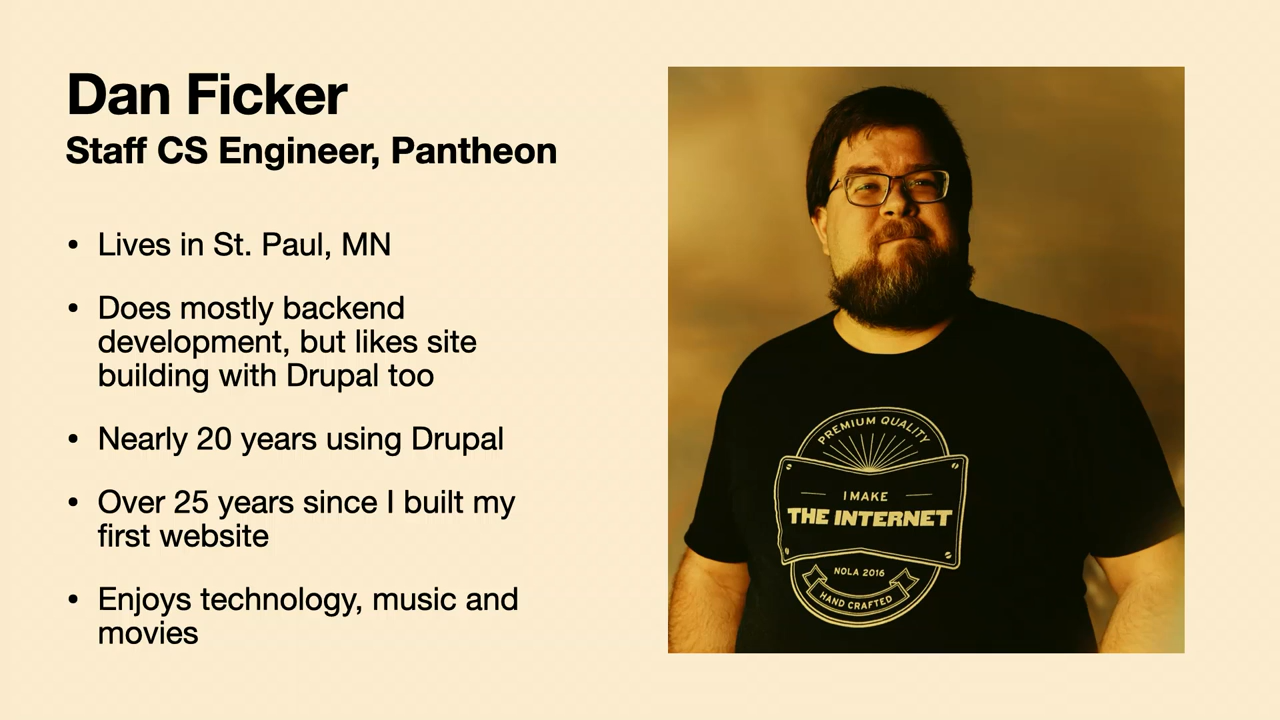 Dan Ficker
Staff CS Engineer, Pantheon
• Lives in St. Paul, MN
• Does mostly backend
development, but likes site
building with Drupal too
• Nearly 20 years using Drupal
• Over 25 years since I built my
first website
• Enjoys technology, music and
movies
PREMIUM QUALITY
I MAKE
THE INTERNET
NOLA 2016
HAND CRAFTED